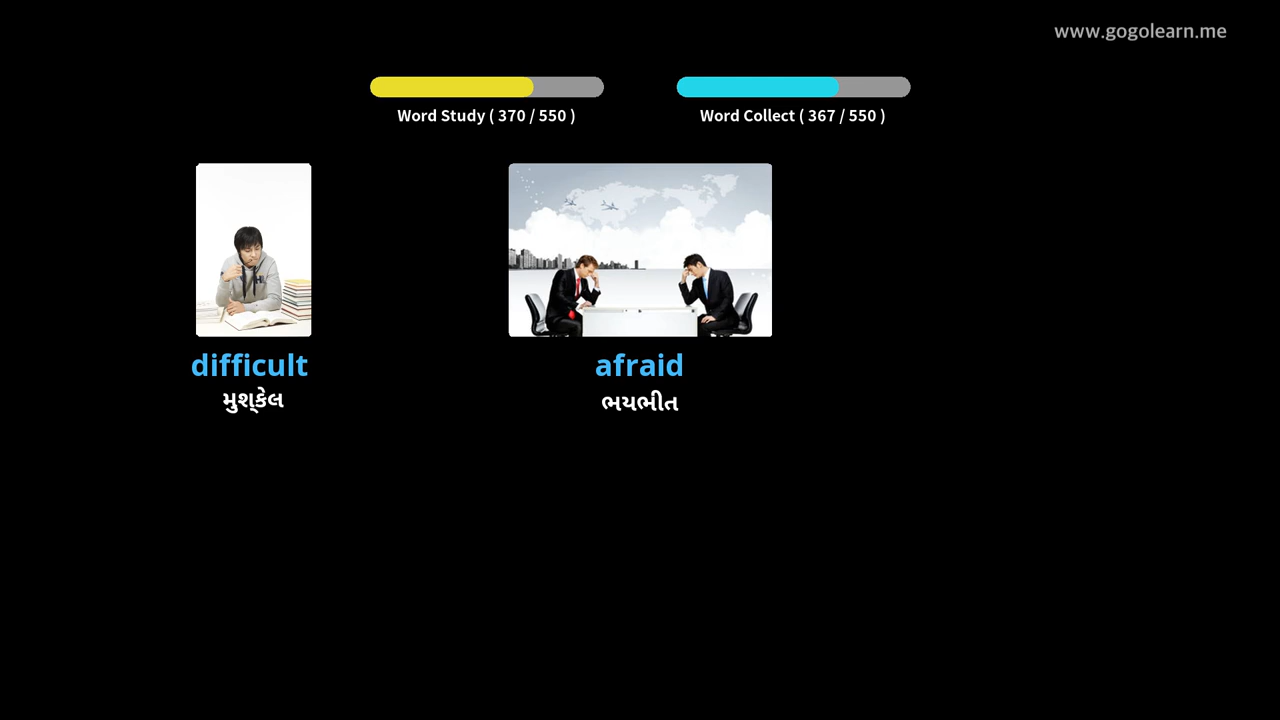 www.gogolearn.me
Word Study ( 370 / 550 )
Word Collect ( 367 / 550 )
difficult
મુશ્કેલ
afraid
ભયભીત